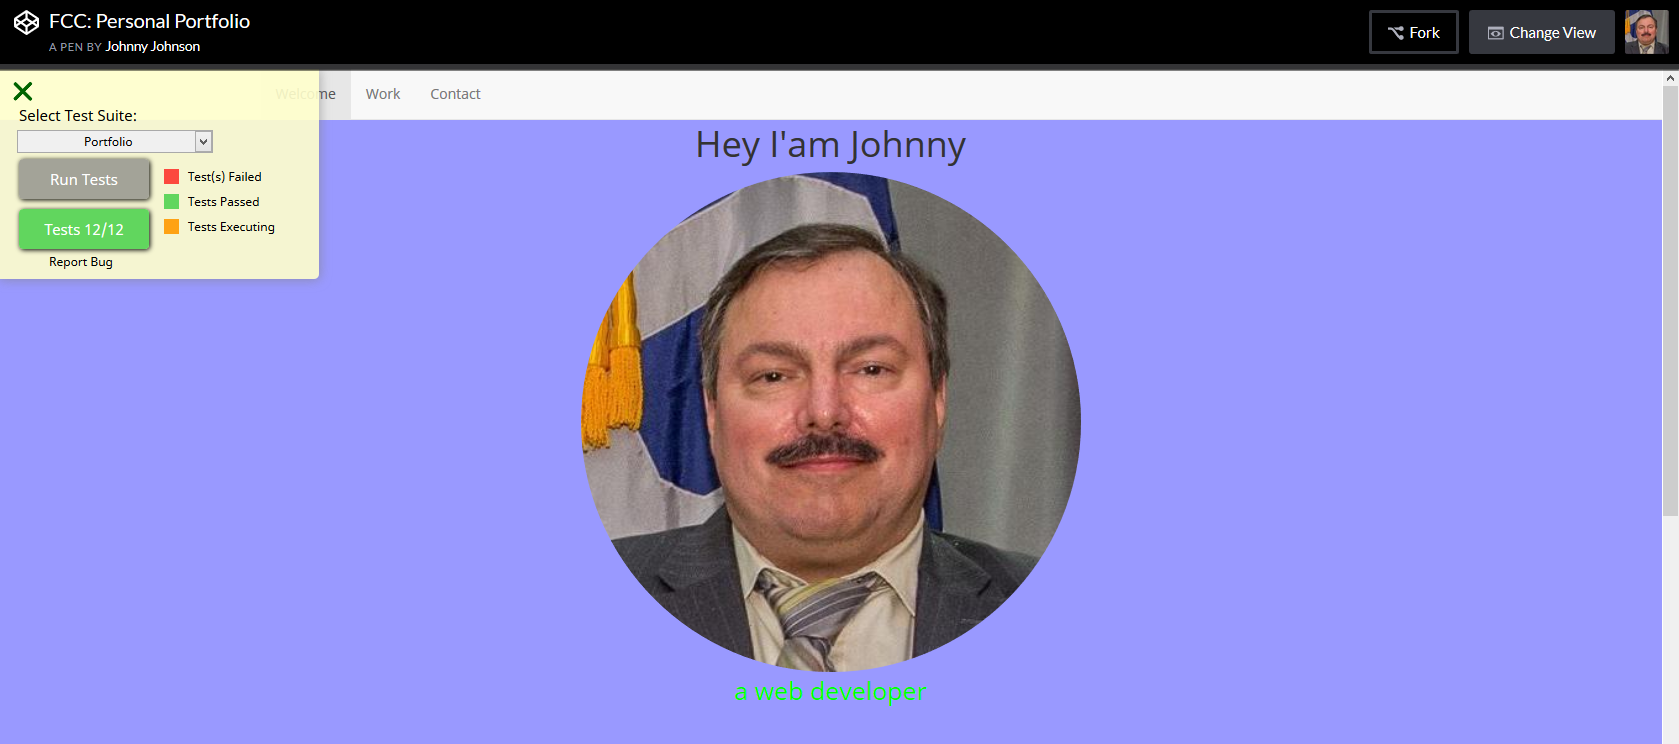 FCC: Personal Portfolio
A PEN BY Johnny Johnson
Fork
Change View
Welcome
Work
Contact
Select Test Suite:
Portfolio
Run Tests
Test(s) Failed
Tests Passed
Tests 12/12
Tests Executing
Report Bug
Hey I'am Johnny
a web developer